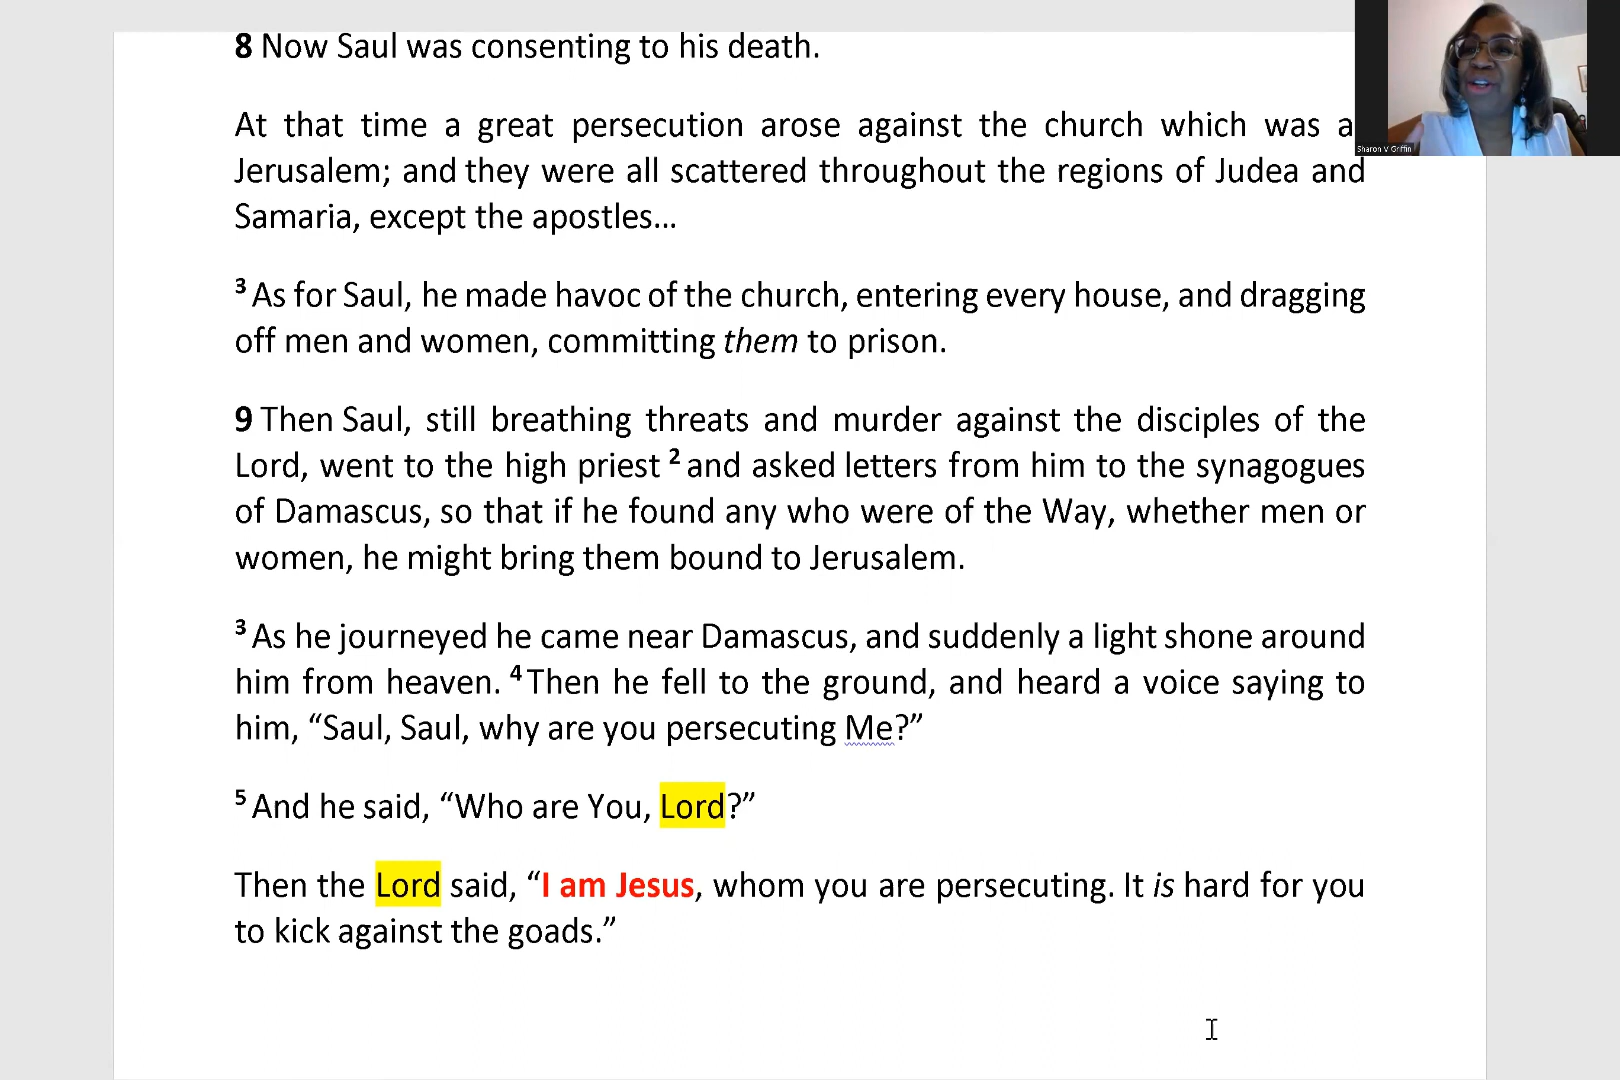 8 Now Saul was consenting to his death.
At that time a great persecution arose against the church which was
Jerusalem; and they were all scattered throughout the regions of Judea and
Samaria, except the apostles…
3 As for Saul, he made havoc of the church, entering every house, and dragging
off men and women, committing them to prison.
9 Then Saul, still breathing threats and murder against the disciples of the
Lord, went to the high priest 2 and asked letters from him to the synagogues
of Damascus, so that if he found any who were of the Way, whether men or
women, he might bring them bound to Jerusalem.
3 As he journeyed he came near Damascus, and suddenly a light shone around
him from heaven. 4 Then he fell to the ground, and heard a voice saying to
him, “Saul, Saul, why are you persecuting Me?”
5 And he said, “Who are You, Lord?”
Then the Lord said, “I am Jesus, whom you are persecuting. It is hard for you
to kick against the goads.”
Sharon V Griffin